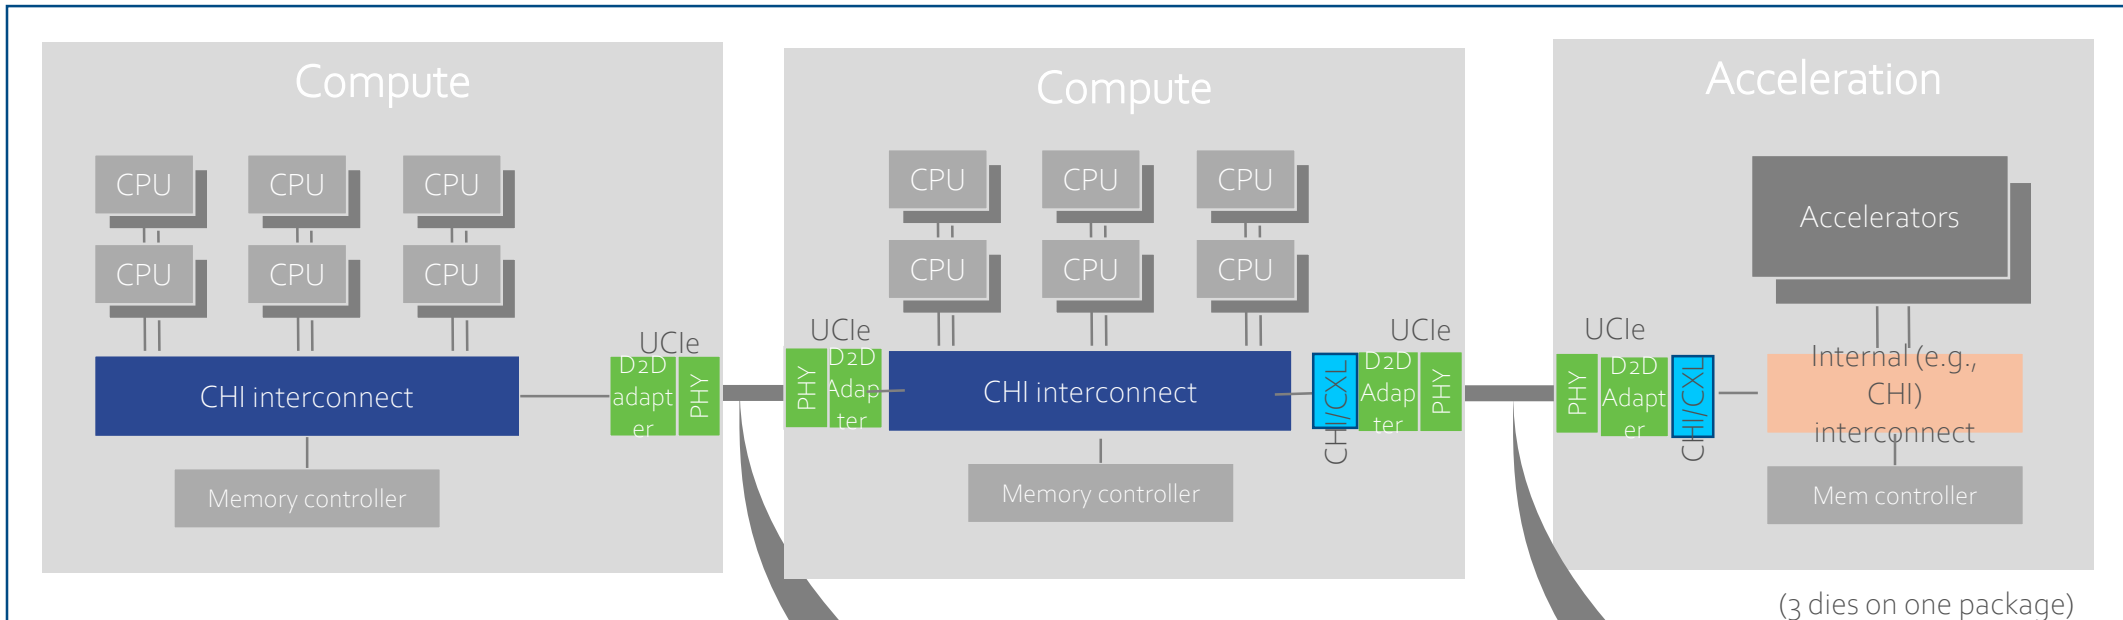 Compute
CPU CPU CPU
CPU CPU CPU
UCIe
CHI interconnect
D2D
adapt
er
PHY
Memory controller
Compute
CPU CPU CPU
CPU CPU CPU
UCIe
PHY
D2D
Adap
ter
CHI interconnect
UCIe
CHI/CXL
D2D
Adap
ter
PHY
Memory controller
Acceleration
Accelerators
UCIe
PHY
D2D
Adapt
er
CHI/CXL
Internal (e.g.,
CHI)
interconnect
Mem controller
(3 dies on one package)